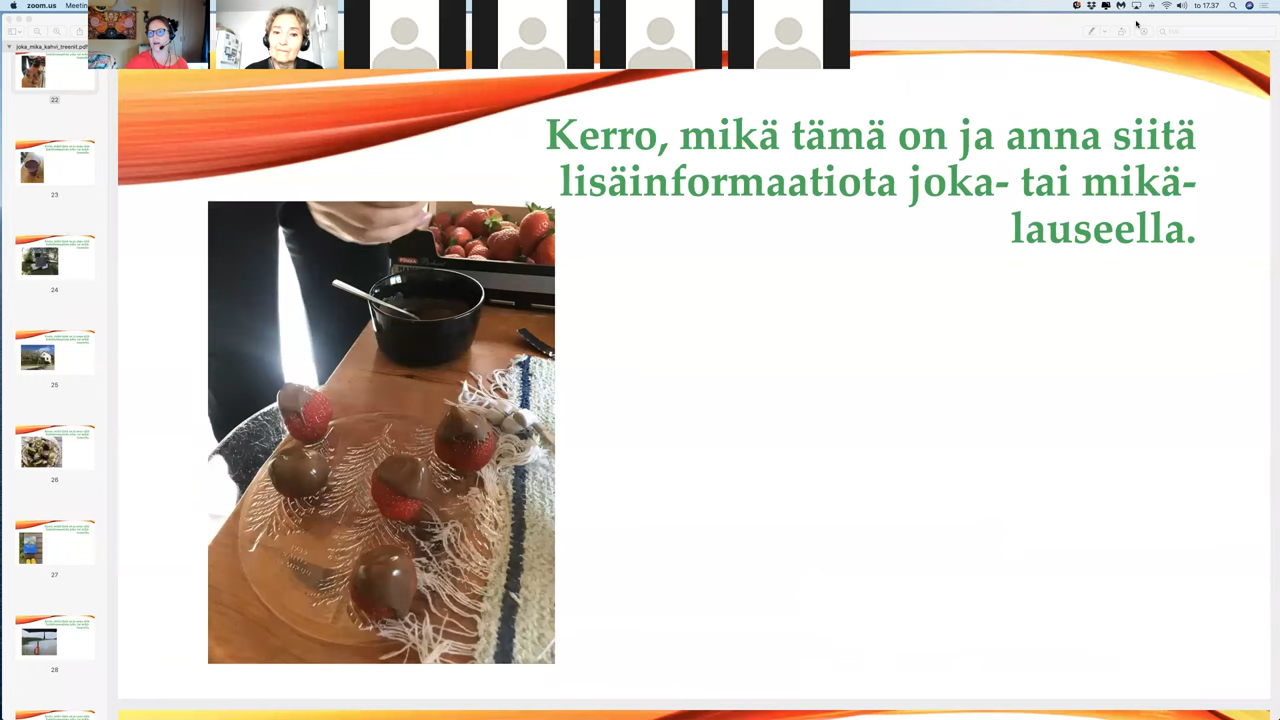 zoom.us Meetin
to 17.37
joka_mika_kahvi_treenit.pdf
22
23
24
25
26
27
28
Kerro, mikä tämä on ja anna siitä
lisäinformaatiota joka- tai mikä-
lauseella.